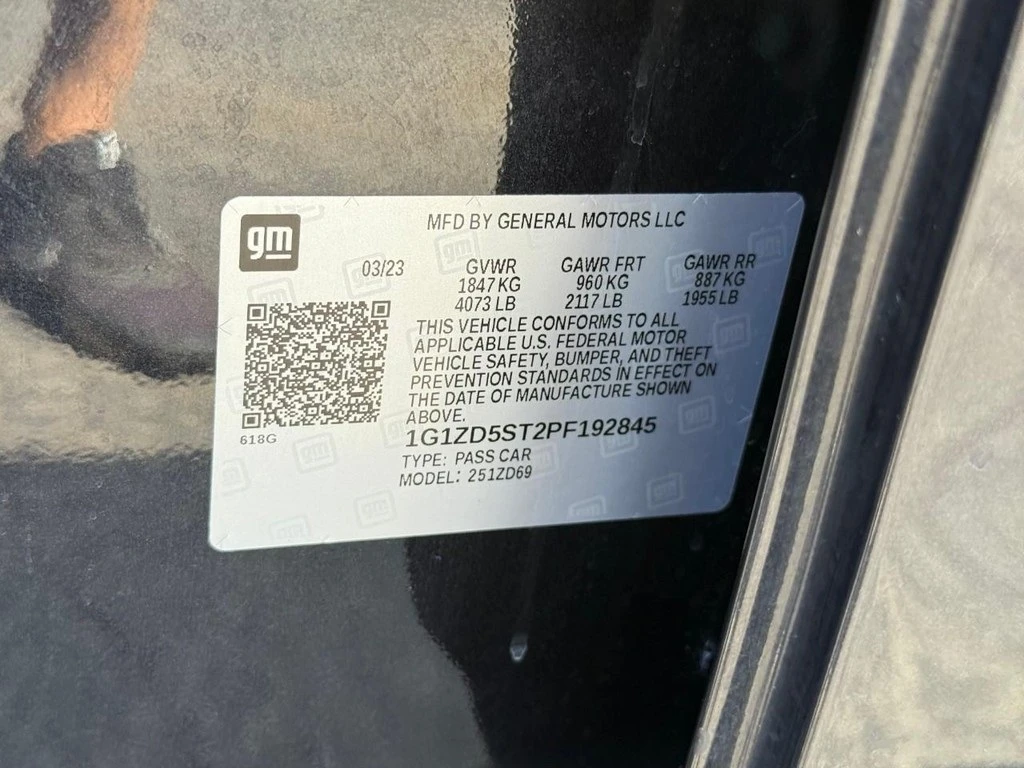 gm
MFD BY GENERAL MOTORS LLC
03/23 GVWR GAWR FRT GAWR RR
1847 KG 960 KG 887 KG
4073 LB 2117 LB 1955 LB
THIS VEHICLE CONFORMS TO ALL
APPLICABLE U.S. FEDERAL MOTOR
VEHICLE SAFETY, BUMPER, AND THEFT
PREVENTION STANDARDS IN EFFECT ON
THE DATE OF MANUFACTURE SHOWN
ABOVE.
618G
1G1ZD5ST2PF192845
TYPE: PASS CAR
MODEL: 251ZD69